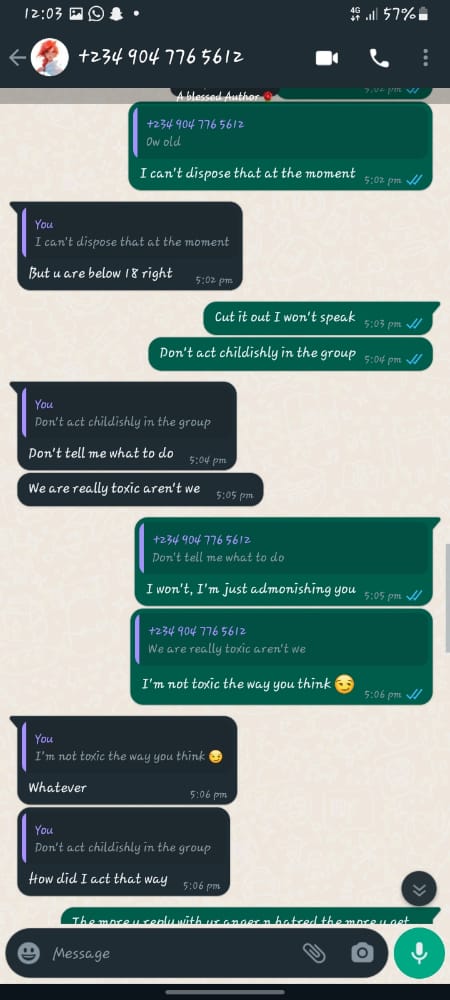 12:03
4G
57%
+234 904 776 5612
5:02 pm
A blessed Author
+234 904 776 5612
Ow old
I can't dispose that at the moment
5:02 pm
You
I can't dispose that at the moment
But u are below 18 right
5:02 pm
Cut it out I won't speak
5:03 pm
Don't act childishly in the group
5:04 pm
You
Don't act childishly in the group
Don't tell me what to do
5:04 pm
We are really toxic aren't we
5:05 pm
+234 904 776 5612
Don't tell me what to do
I won't, I'm just admonishing you
5:05 pm
+234 904 776 5612
We are really toxic aren't we
I'm not toxic the way you think 😏
5:06 pm
You
I'm not toxic the way you think 😏
Whatever
5:06 pm
You
Don't act childishly in the group
How did I act that way
5:06 pm
The more u reply with ur anger n hatred the more u get
Message